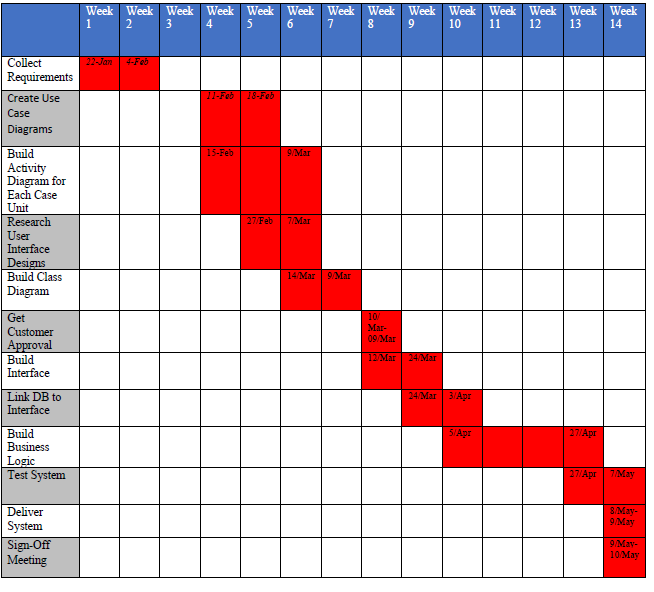 Week 1 Week 2 Week 3 Week 4 Week 5 Week 6 Week 7 Week 8 Week 9 Week 10 Week 11 Week 12 Week 13 Week 14
Collect Requirements 22-Jan 4-Feb
Create Use Case Diagrams 11-Feb 18-Feb
Build Activity Diagram for Each Case Unit 15-Feb 9/Mar
Research User Interface Designs 27/Feb 7/Mar
Build Class Diagram 14/Mar 9/Mar
Get Customer Approval 10/Mar-09/Mar
Build Interface 12/Mar 24/Mar
Link DB to Interface 24/Mar 3/Apr
Build Business Logic 5/Apr 27/Apr
Test System 27/Apr 7/May
Deliver System 8/May-9/May
Sign-Off Meeting 9/May-10/May